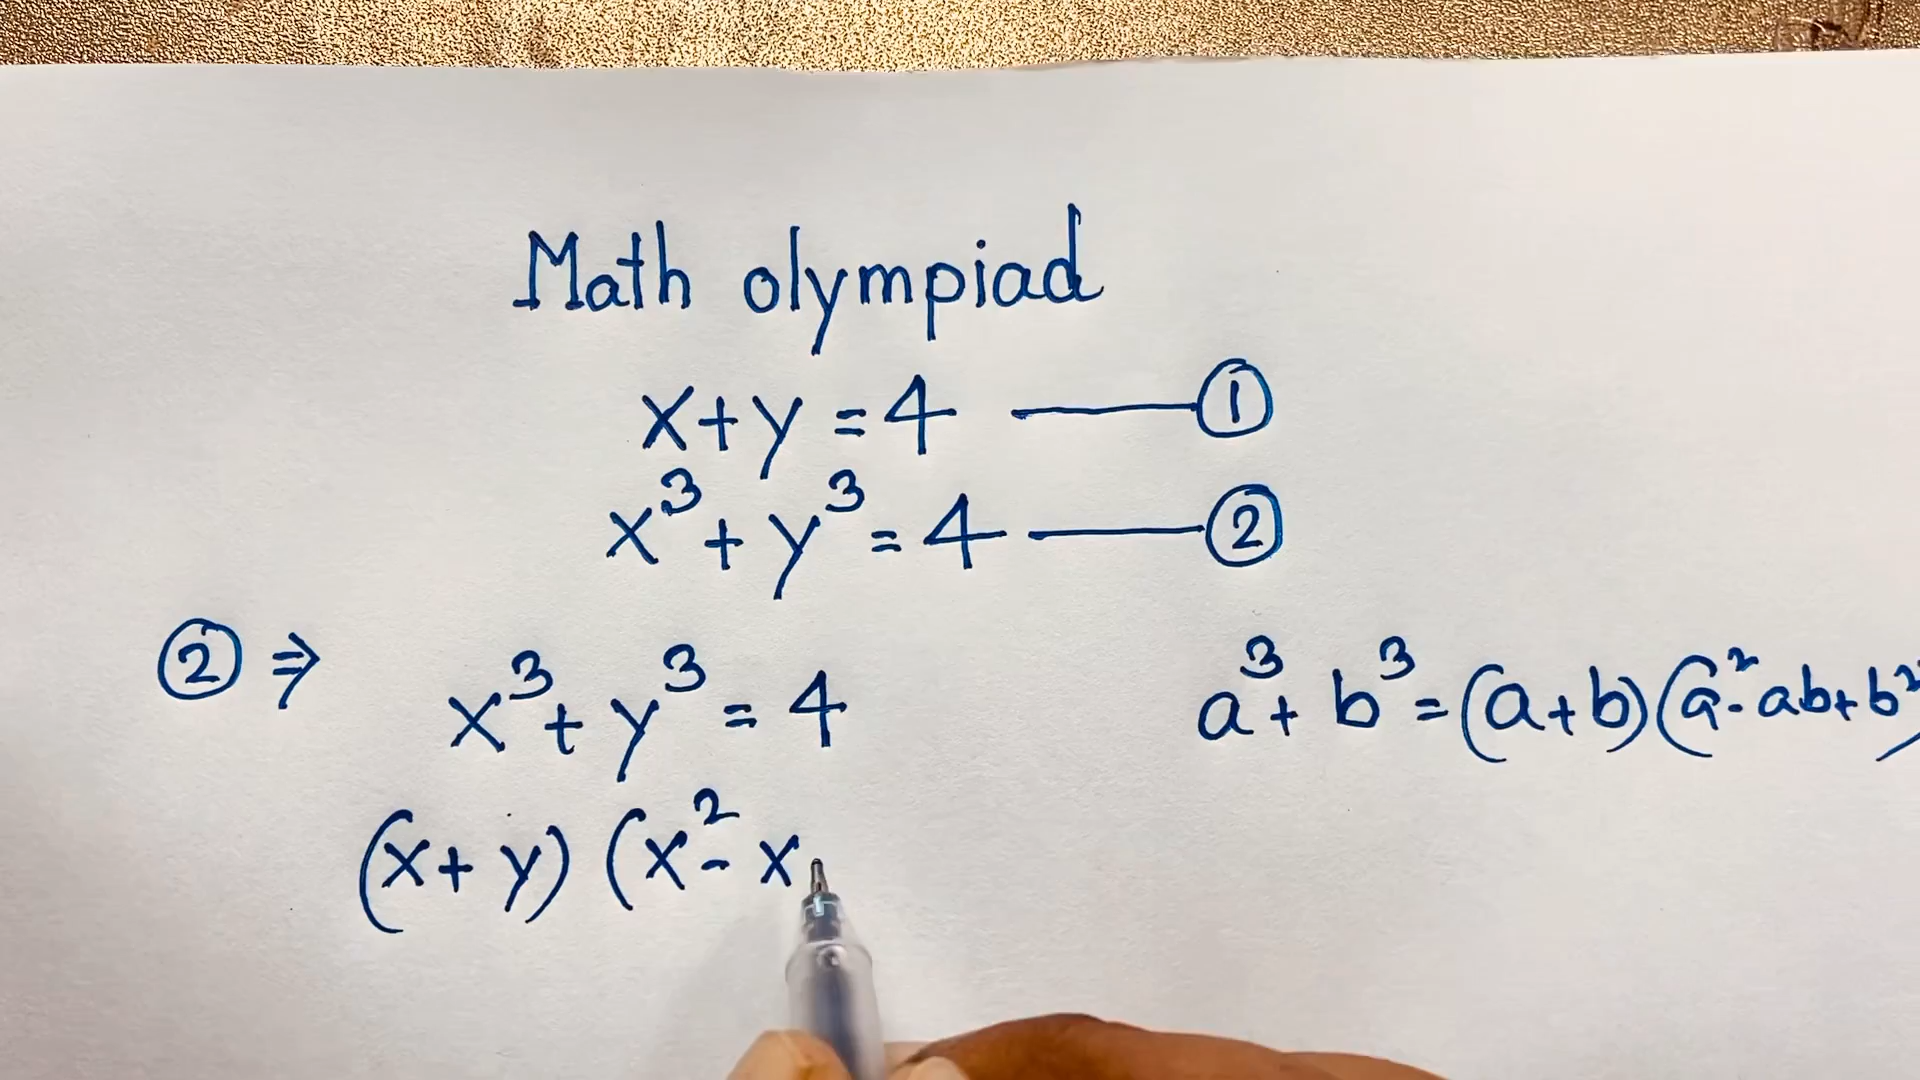 Math olympiad
x+y=4 — ①
x³+y³=4 — ②
② ⇒ x³+y³=4 a³+b³=(a+b)(a²-ab+b²)
(x+y)(x²-x